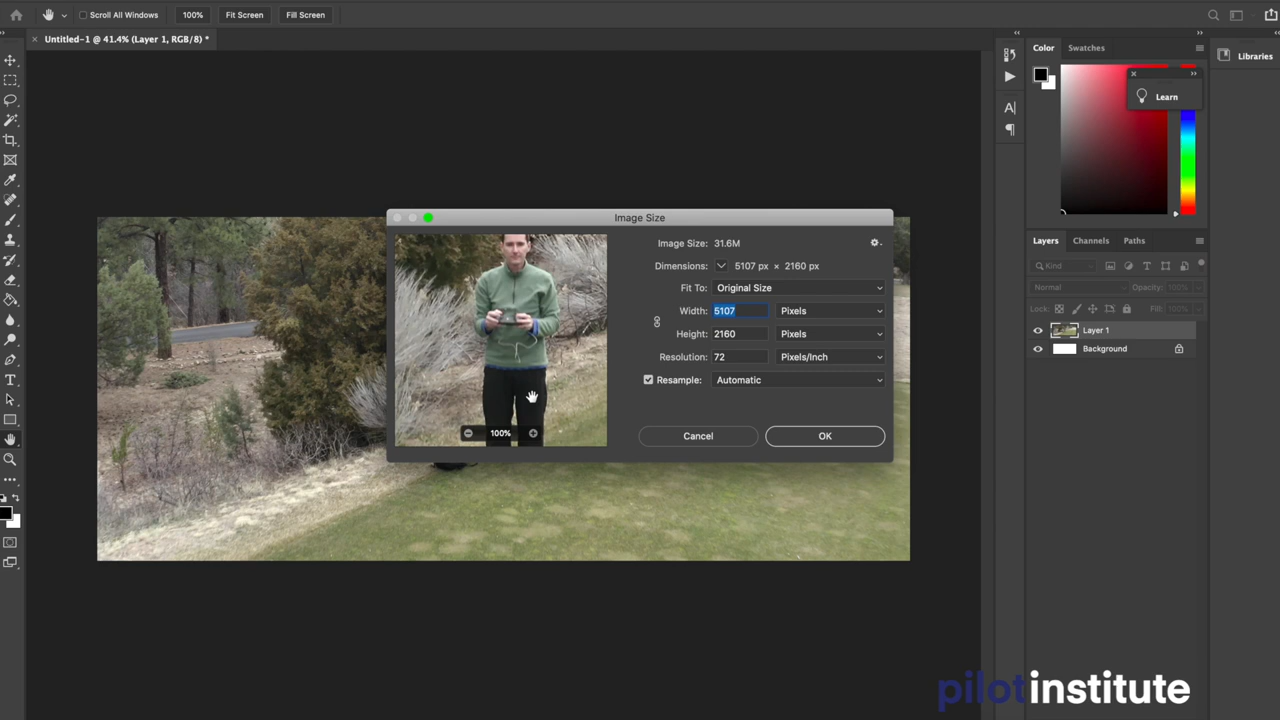 Scroll All Windows
100%
Fit Screen
Fill Screen
× Untitled-1 @ 41.4% (Layer 1, RGB/8) *
Color
Swatches
Learn
Libraries
Image Size
Image Size: 31.6M
Dimensions: 5107 px × 2160 px
Fit To: Original Size
Width: 5107 Pixels
Height: 2160 Pixels
Resolution: 72 Pixels/Inch
Resample: Automatic
100%
Cancel
OK
Layers
Channels
Paths
Kind
Normal
Opacity: 100%
Lock:
Fill: 100%
Layer 1
Background
pilotinstitute